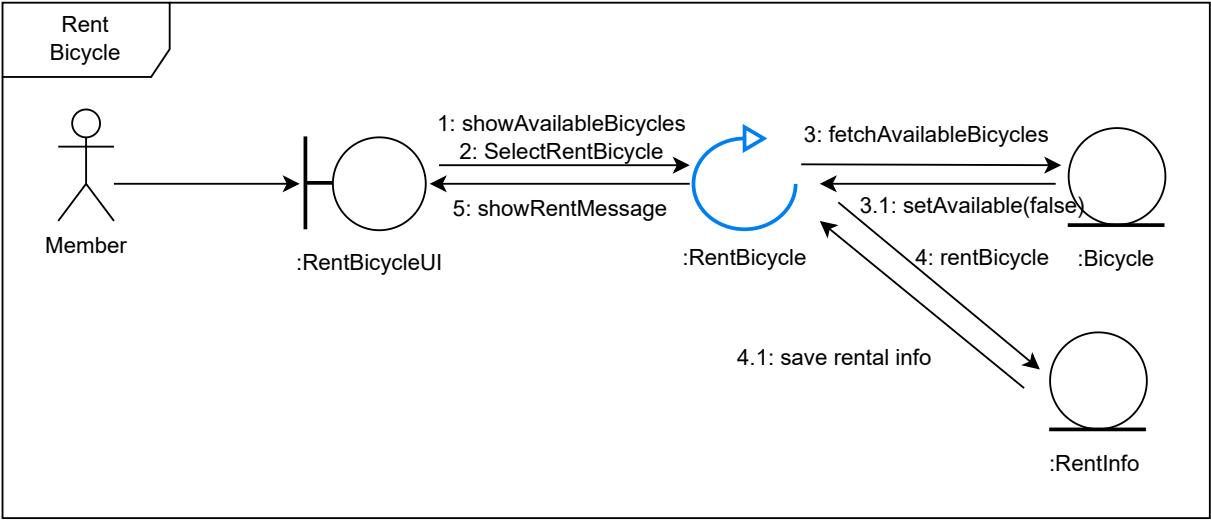 Rent
Bicycle
1: showAvailableBicycles
2: SelectRentBicycle
3: fetchAvailableBicycles
5: showRentMessage
3.1: setAvailable(false)
Member
:RentBicycleUI
:RentBicycle
4: rentBicycle
:Bicycle
4.1: save rental info
:RentInfo